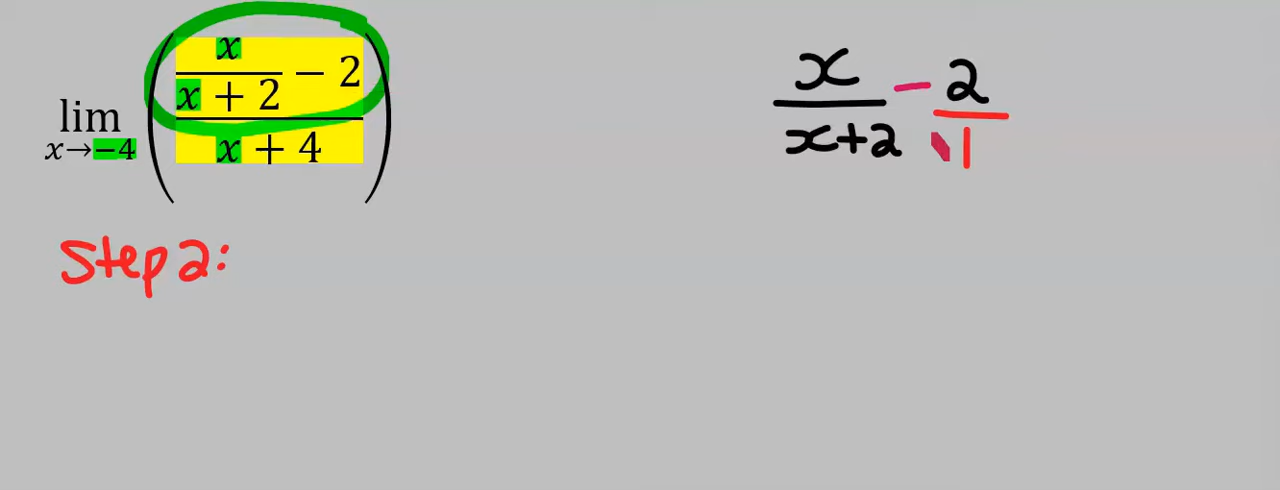 x
x + 2 − 2
lim
x→−4
x + 4
x − 2
x+2 1
Step 2: